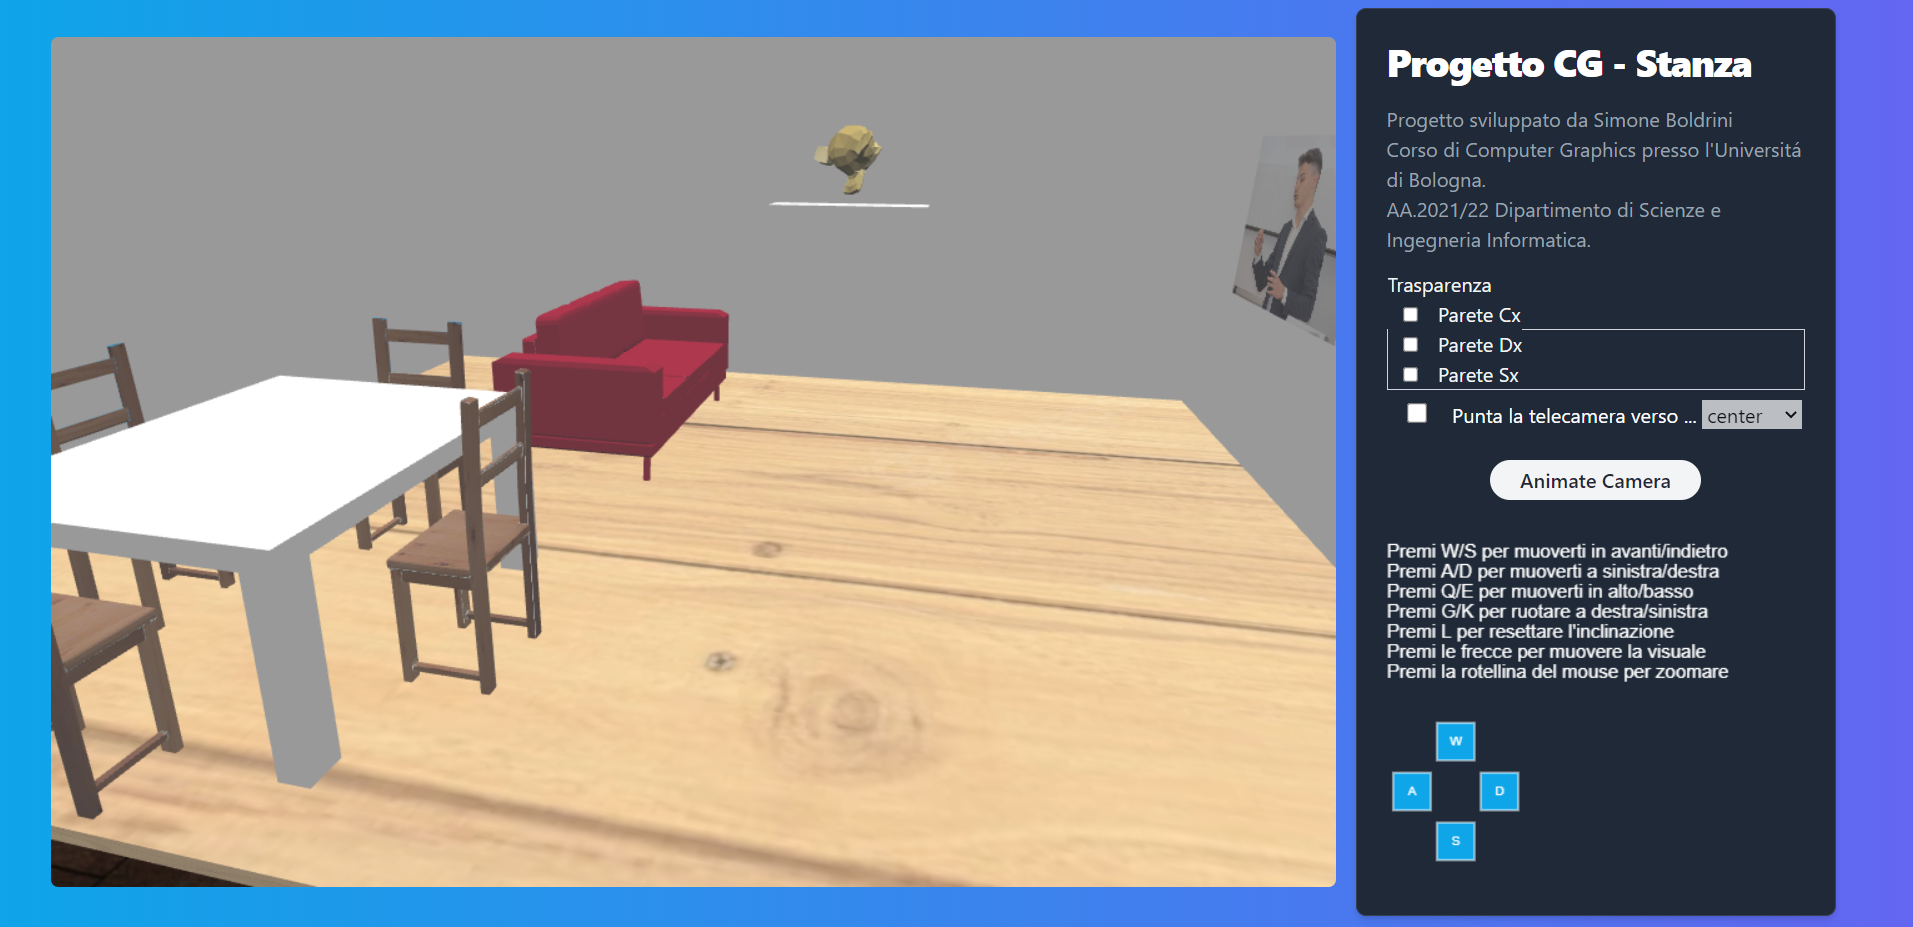 Progetto CG - Stanza
Progetto sviluppato da Simone Boldrini
Corso di Computer Graphics presso l'Universitá
di Bologna.
AA.2021/22 Dipartimento di Scienze e
Ingegneria Informatica.
Trasparenza
Parete Cx
Parete Dx
Parete Sx
Punta la telecamera verso ... center
Animate Camera
Premi W/S per muoverti in avanti/indietro
Premi A/D per muoverti a sinistra/destra
Premi Q/E per muoverti in alto/basso
Premi G/K per ruotare a destra/sinistra
Premi L per resettare l'inclinazione
Premi le frecce per muovere la visuale
Premi la rotellina del mouse per zoomare
W
A D
S